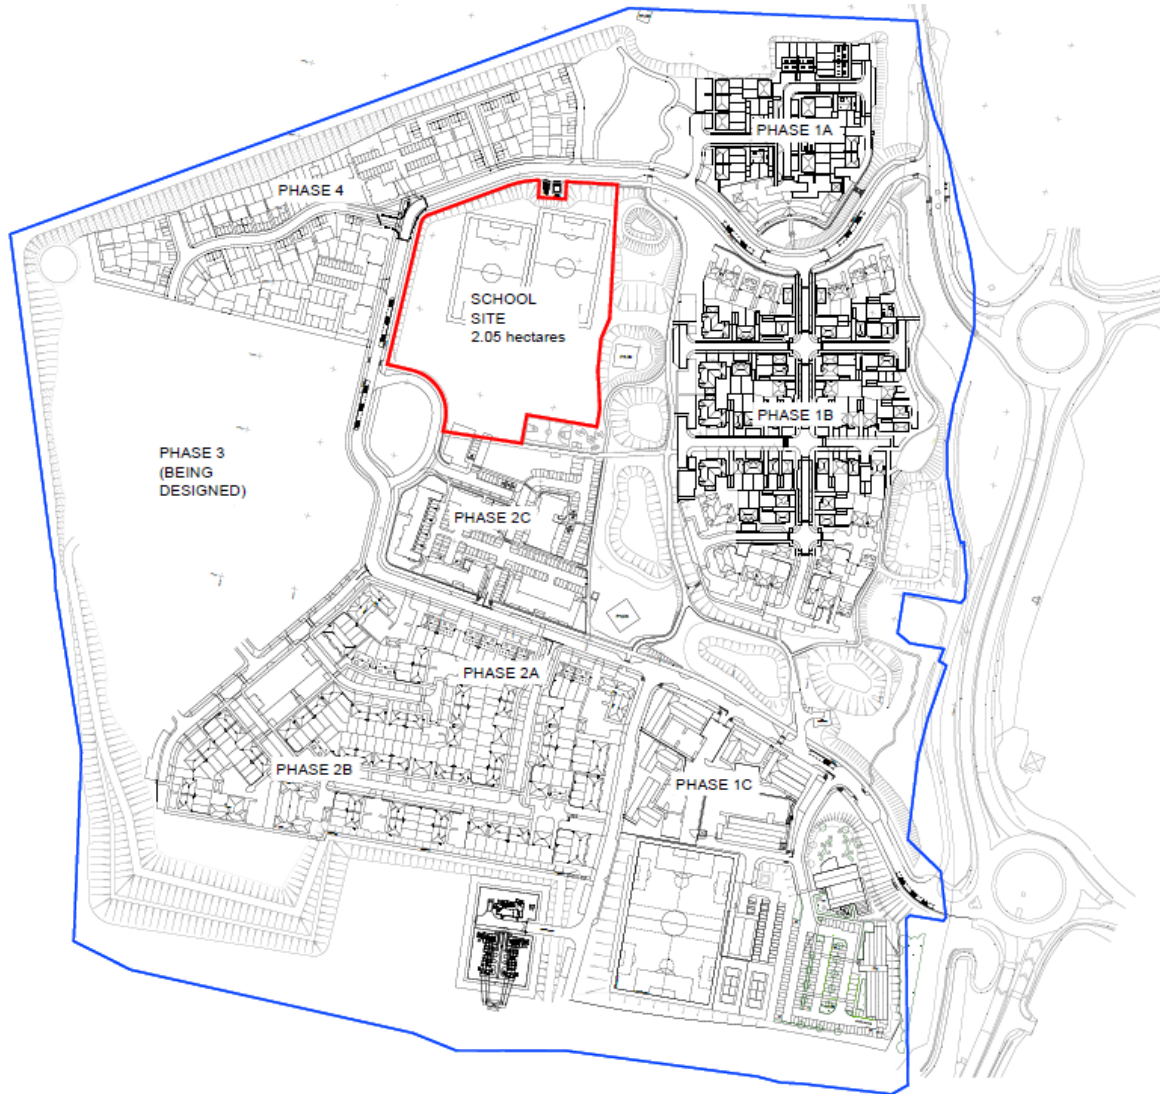 PHASE 1A
PHASE 4
SCHOOL
SITE
2.05 hectares
PHASE 1B
PHASE 3
(BEING
DESIGNED)
PHASE 2C
PHASE 2A
PHASE 2B
PHASE 1C